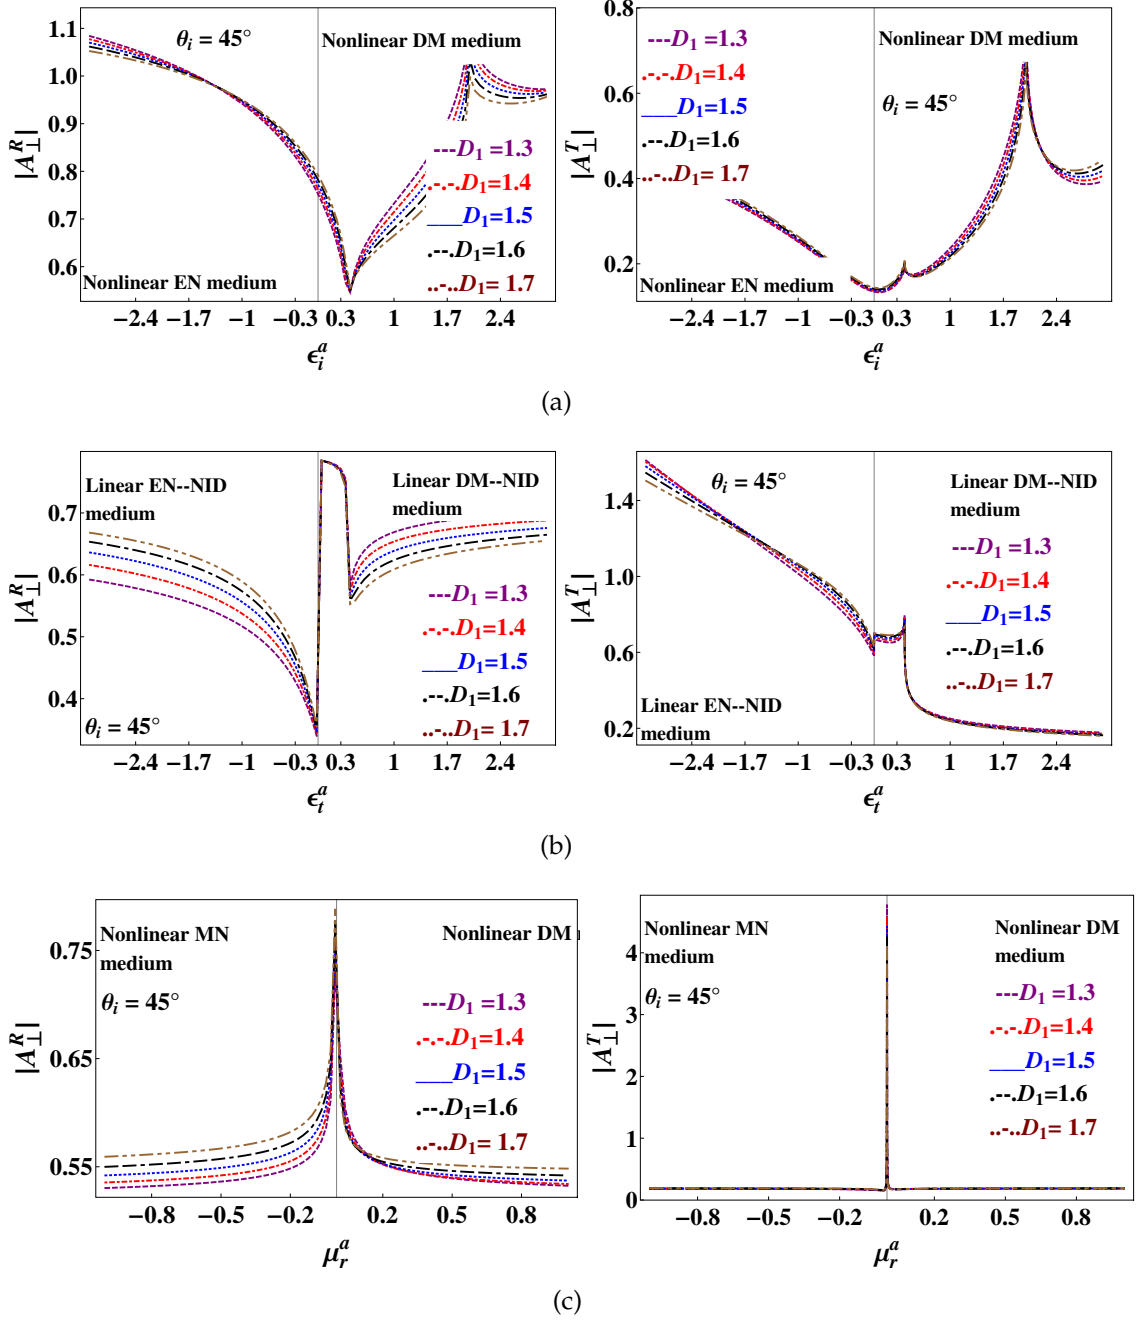 θᵢ = 45°
Nonlinear DM medium
1.1
1.0
0.9
0.8
0.7
0.6
|A_⊥^R|
---D₁ =1.3
.-.-.D₁=1.4
___D₁=1.5
.--.D₁=1.6
..-..D₁= 1.7
Nonlinear EN medium
−2.4 −1.7 −1 −0.3 0.3 1 1.7 2.4
ϵ_i^a
0.8
0.6
0.4
0.2
|A_⊥^T|
Nonlinear DM medium
θᵢ = 45°
---D₁ =1.3
.-.-.D₁=1.4
___D₁=1.5
.--.D₁=1.6
..-..D₁= 1.7
Nonlinear EN medium
−2.4 −1.7 −1 −0.3 0.3 1 1.7 2.4
ϵ_i^a
(a)
0.7
0.6
0.5
0.4
|A_⊥^R|
Linear EN--NID
medium
Linear DM--NID
medium
---D₁ =1.3
.-.-.D₁=1.4
___D₁=1.5
.--.D₁=1.6
..-..D₁= 1.7
θᵢ = 45°
−2.4 −1.7 −1 −0.3 0.3 1 1.7 2.4
ϵ_t^a
1.4
1.0
0.6
0.2
|A_⊥^T|
θᵢ = 45°
Linear DM--NID
medium
---D₁ =1.3
.-.-.D₁=1.4
___D₁=1.5
.--.D₁=1.6
..-..D₁= 1.7
Linear EN--NID
medium
−2.4 −1.7 −1 −0.3 0.3 1 1.7 2.4
ϵ_t^a
(b)
0.75
0.65
0.55
|A_⊥^R|
Nonlinear MN
medium
θᵢ = 45°
Nonlinear DM
---D₁ =1.3
.-.-.D₁=1.4
___D₁=1.5
.--.D₁=1.6
..-..D₁= 1.7
−0.8 −0.5 −0.2 0.2 0.5 0.8
μ_r^a
4
3
2
1
0
|A_⊥^T|
Nonlinear MN
medium
θᵢ = 45°
Nonlinear DM
medium
---D₁ =1.3
.-.-.D₁=1.4
___D₁=1.5
.--.D₁=1.6
..-..D₁= 1.7
−0.8 −0.5 −0.2 0.2 0.5 0.8
μ_r^a
(c)